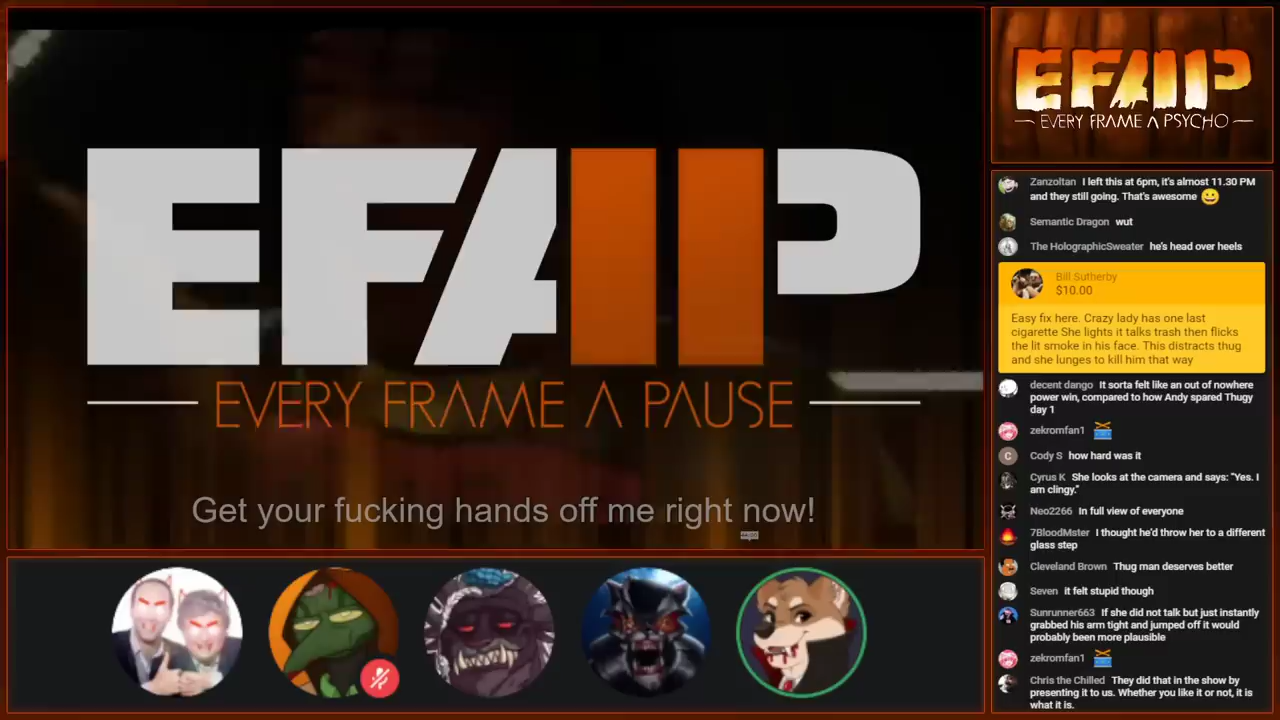 EFAP
EVERY FRAME A PAUSE
Get your fucking hands off me right now!
EFAP
EVERY FRAME A PSYCHO
Zanzoltan I left this at 6pm, it's almost 11.30 PM
and they still going. That's awesome 😀
Semantic Dragon wut
The HolographicSweater he's head over heels
Bill Sutherby
$10.00
Easy fix here. Crazy lady has one last
cigarette She lights it talks trash then flicks
the lit smoke in his face. This distracts thug
and she lunges to kill him that way
decent dango It sorta felt like an out of nowhere
power win, compared to how Andy spared Thugy
day 1
zekromfan1
C
Cody S how hard was it
Cyrus K She looks at the camera and says: "Yes. I
am clingy."
Neo2266 In full view of everyone
7BloodMster I thought he'd throw her to a different
glass step
Cleveland Brown Thug man deserves better
Seven it felt stupid though
Sunrunner663 If she did not talk but just instantly
grabbed his arm tight and jumped off it would
probably been more plausible
zekromfan1
Chris the Chilled They did that in the show by
presenting it to us. Whether you like it or not, it is
what it is.